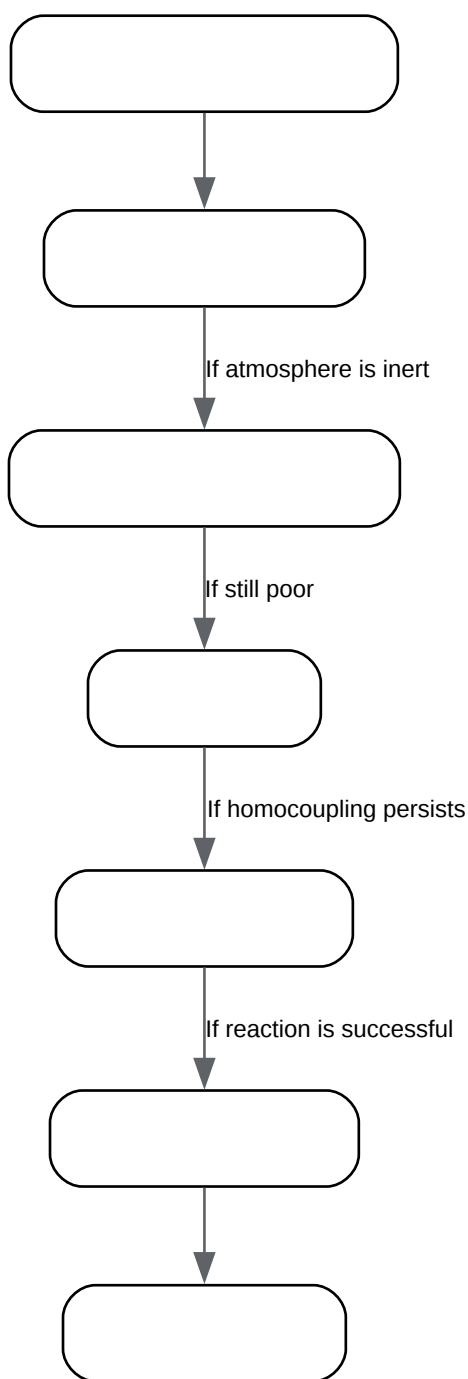 If atmosphere is inert
If still poor
If homocoupling persists
If reaction is successful